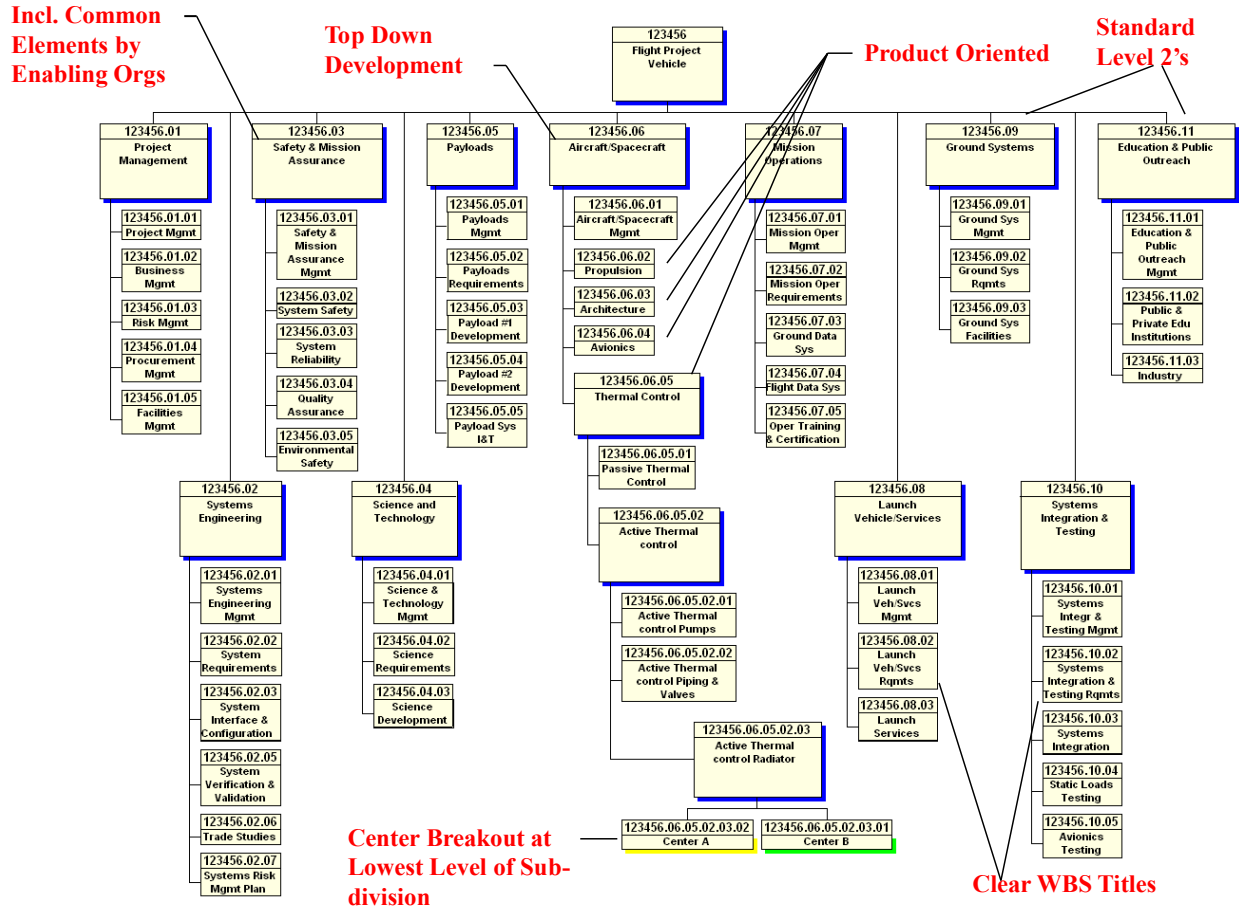 Incl. Common
Elements by
Enabling Orgs
Top Down
Development
123456
Flight Project
Vehicle
Product Oriented
Standard
Level 2's
123456.01
Project
Management
123456.03
Safety & Mission
Assurance
123456.05
Payloads
123456.06
Aircraft/Spacecraft
123456.07
Mission
Operations
123456.09
Ground Systems
123456.11
Education & Public
Outreach
123456.01.01
Project Mgmt
123456.01.02
Business
Mgmt
123456.01.03
Risk Mgmt
123456.01.04
Procurement
Mgmt
123456.01.05
Facilities
Mgmt
123456.03.01
Safety &
Mission
Assurance
Mgmt
123456.03.02
System Safety
123456.03.03
System
Reliability
123456.03.04
Quality
Assurance
123456.03.05
Environmental
Safety
123456.05.01
Payloads
Mgmt
123456.05.02
Payloads
Requirements
123456.05.03
Payload #1
Development
123456.05.04
Payload #2
Development
123456.05.05
Payload Sys
I&T
123456.06.01
Aircraft/Spacecraft
Mgmt
123456.06.02
Propulsion
123456.06.03
Architecture
123456.06.04
Avionics
123456.06.05
Thermal Control
123456.06.05.01
Passive Thermal
Control
123456.06.05.02
Active Thermal
control
123456.06.05.02.01
Active Thermal
control Pumps
123456.06.05.02.02
Active Thermal
control Piping &
Valves
123456.06.05.02.03
Active Thermal
control Radiator
123456.06.05.02.03.02
Center A
123456.06.05.02.03.01
Center B
123456.07.01
Mission Oper
Mgmt
123456.07.02
Mission Oper
Requirements
123456.07.03
Ground Data
Sys
123456.07.04
Flight Data Sys
123456.07.05
Oper Training
& Certification
123456.09.01
Ground Sys
Mgmt
123456.09.02
Ground Sys
Rqmts
123456.09.03
Ground Sys
Facilities
123456.11.01
Education &
Public
Outreach
Mgmt
123456.11.02
Public &
Private Edu
Institutions
123456.11.03
Industry
123456.02
Systems
Engineering
123456.02.01
Systems
Engineering
Mgmt
123456.02.02
System
Requirements
123456.02.03
System
Interface &
Configuration
123456.02.05
System
Verification &
Validation
123456.02.06
Trade Studies
123456.02.07
Systems Risk
Mgmt Plan
123456.04
Science and
Technology
123456.04.01
Science &
Technology
Mgmt
123456.04.02
Science
Requirements
123456.04.03
Science
Development
123456.08
Launch
Vehicle/Services
123456.08.01
Launch
Veh/Svcs
Mgmt
123456.08.02
Launch
Veh/Svcs
Rqmts
123456.08.03
Launch
Services
123456.10
Systems
Integration &
Testing
123456.10.01
Systems
Integr &
Testing Mgmt
123456.10.02
Systems
Integration &
Testing Rqmts
123456.10.03
Systems
Integration
123456.10.04
Static Loads
Testing
123456.10.05
Avionics
Testing
Center Breakout at
Lowest Level of Sub-
division
Clear WBS Titles